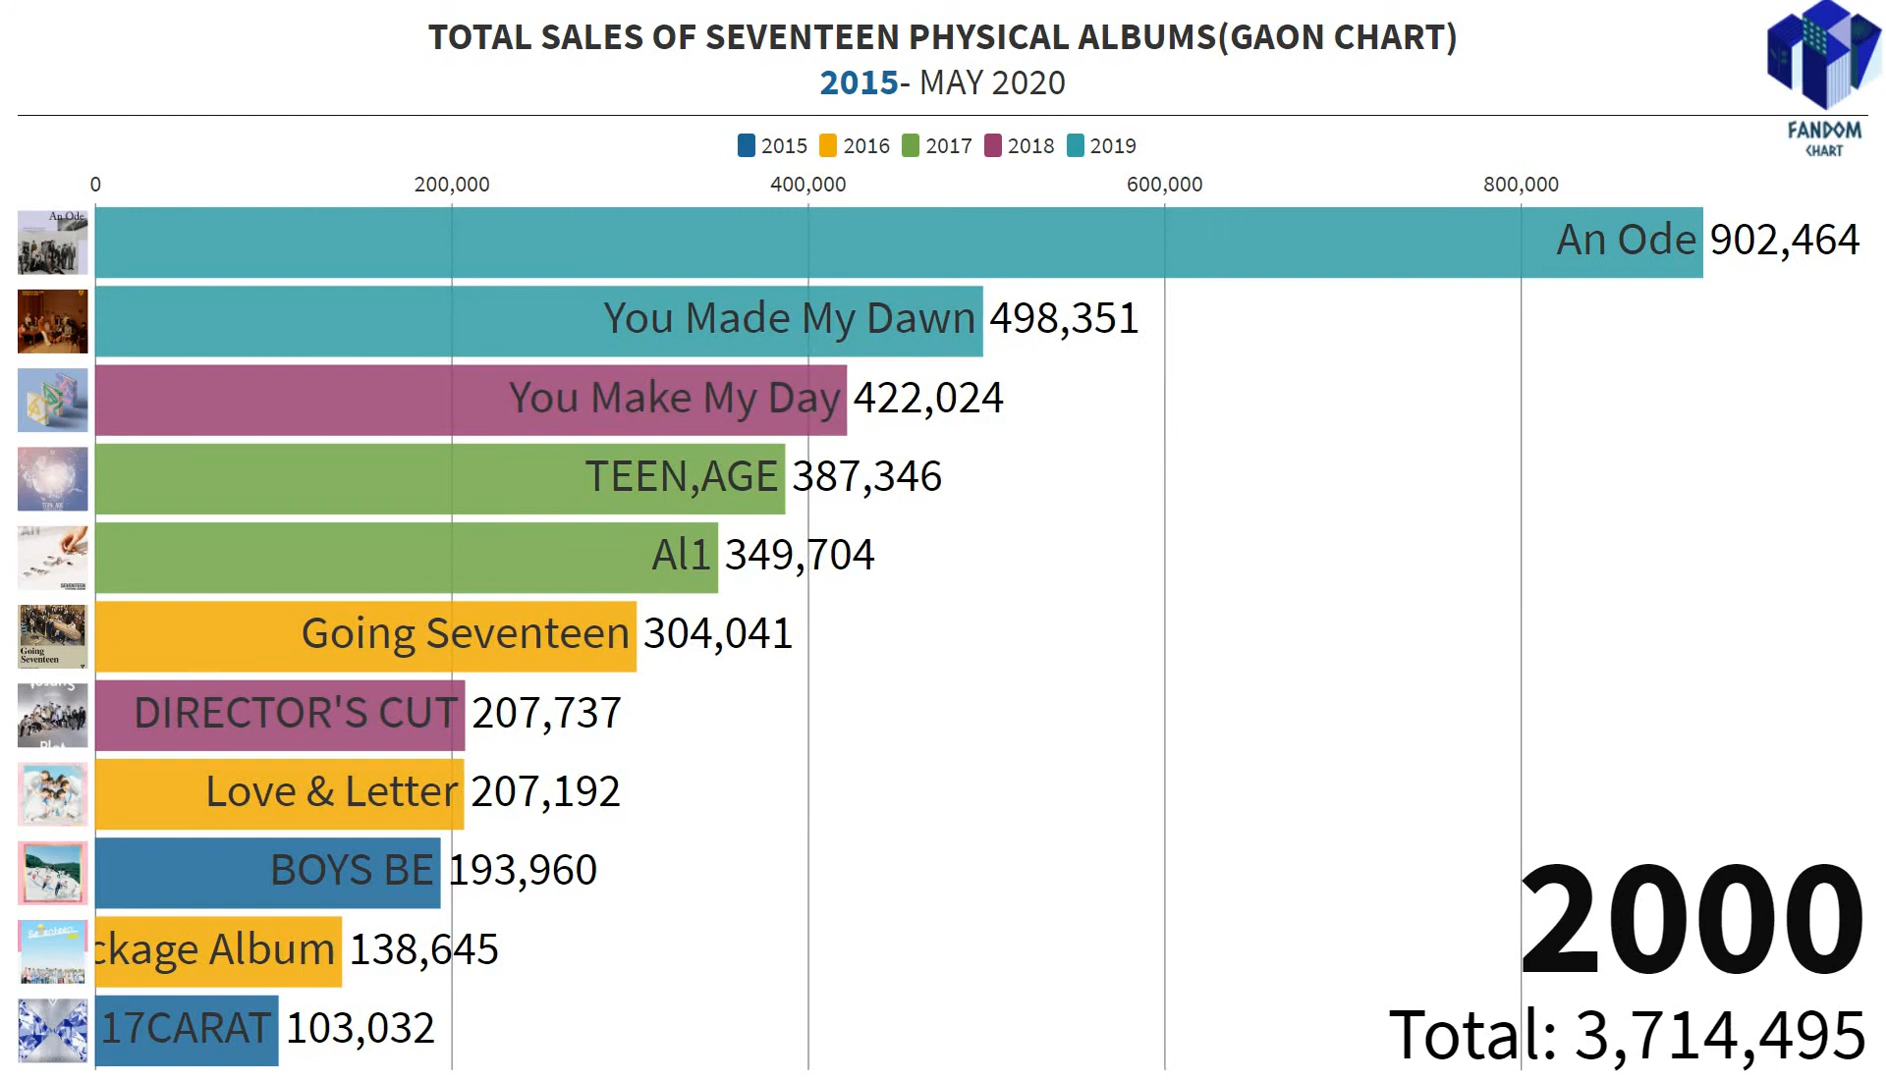 TOTAL SALES OF SEVENTEEN PHYSICAL ALBUMS(GAON CHART)
2015- MAY 2020
FANDOM
CHART
2015 2016 2017 2018 2019
0 200,000 400,000 600,000 800,000
An Ode
An Ode 902,464
You Made My Dawn 498,351
You Make My Day 422,024
TEEN,AGE 387,346
Al1 349,704
SEVENTEEN
Going Seventeen 304,041
Going
Seventeen
DIRECTOR'S CUT 207,737
Love & Letter 207,192
BOYS BE 193,960
ckage Album 138,645
Seventeen
17CARAT 103,032
2000
Total: 3,714,495